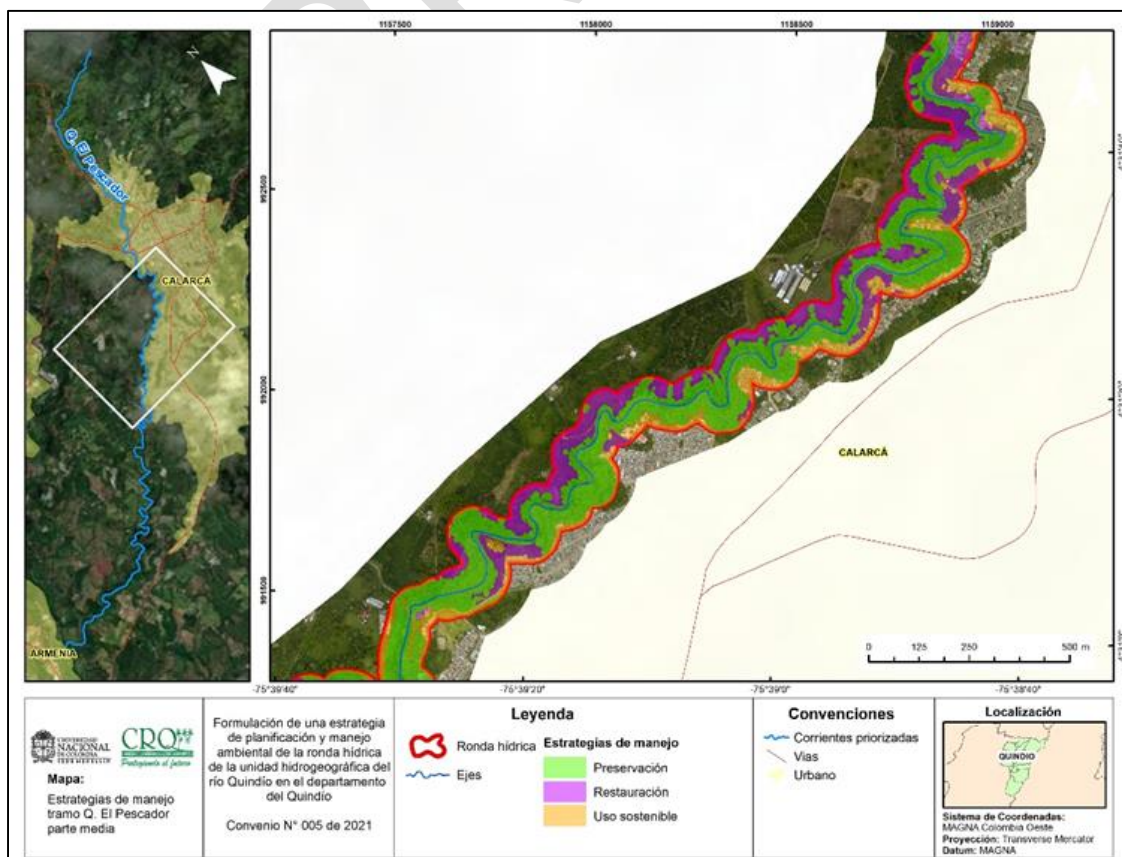 1157500
1158000
1158500
1159000
N
Q. El Pescador
CALARCÁ
ARMENIA
992500
992000
991500
CALARCÁ
0 125 250 500 m
-75°39'40"
-75°39'20"
-75°39'0"
-75°38'40"
UNIVERSIDAD
NACIONAL
DE COLOMBIA
CRQ
Protegiendo el futuro
Mapa:
Estrategias de manejo
tramo Q. El Pescador
parte media
Formulación de una estrategia
de planificación y manejo
ambiental de la ronda hídrica
de la unidad hidrogeográfica del
río Quindío en el departamento
del Quindío
Convenio N° 005 de 2021
Leyenda
Ronda hídrica
Ejes
Estrategias de manejo
Preservación
Restauración
Uso sostenible
Convenciones
Corrientes priorizadas
Vias
Urbano
Localización
QUINDIO
Sistema de Coordenadas:
MAGNA Colombia Oeste
Proyección: Transverse Mercator
Datum: MAGNA